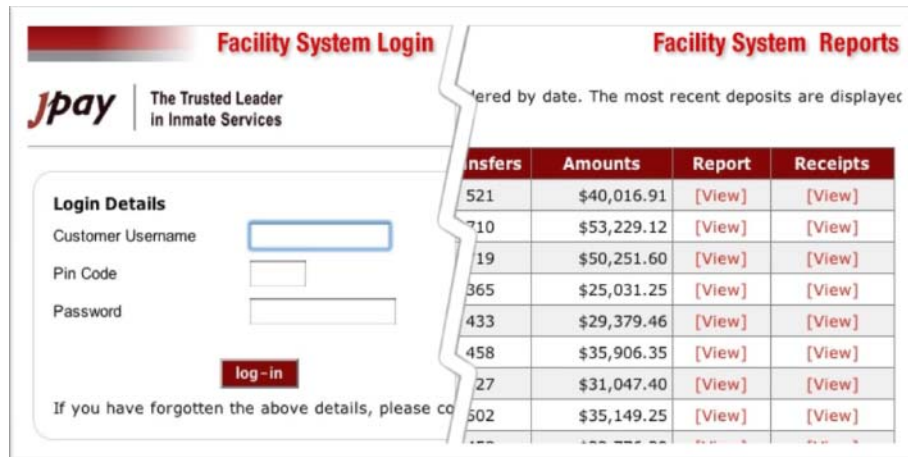 Facility System Login
Jpay
The Trusted Leader
in Inmate Services
Login Details
Customer Username
Pin Code
Password
log-in
If you have forgotten the above details, please co
Facility System Reports
dered by date. The most recent deposits are displayed
nsfers Amounts Report Receipts
521 $40,016.91 [View] [View]
710 $53,229.12 [View] [View]
719 $50,251.60 [View] [View]
365 $25,031.25 [View] [View]
433 $29,379.46 [View] [View]
458 $35,906.35 [View] [View]
27 $31,047.40 [View] [View]
502 $35,149.25 [View] [View]